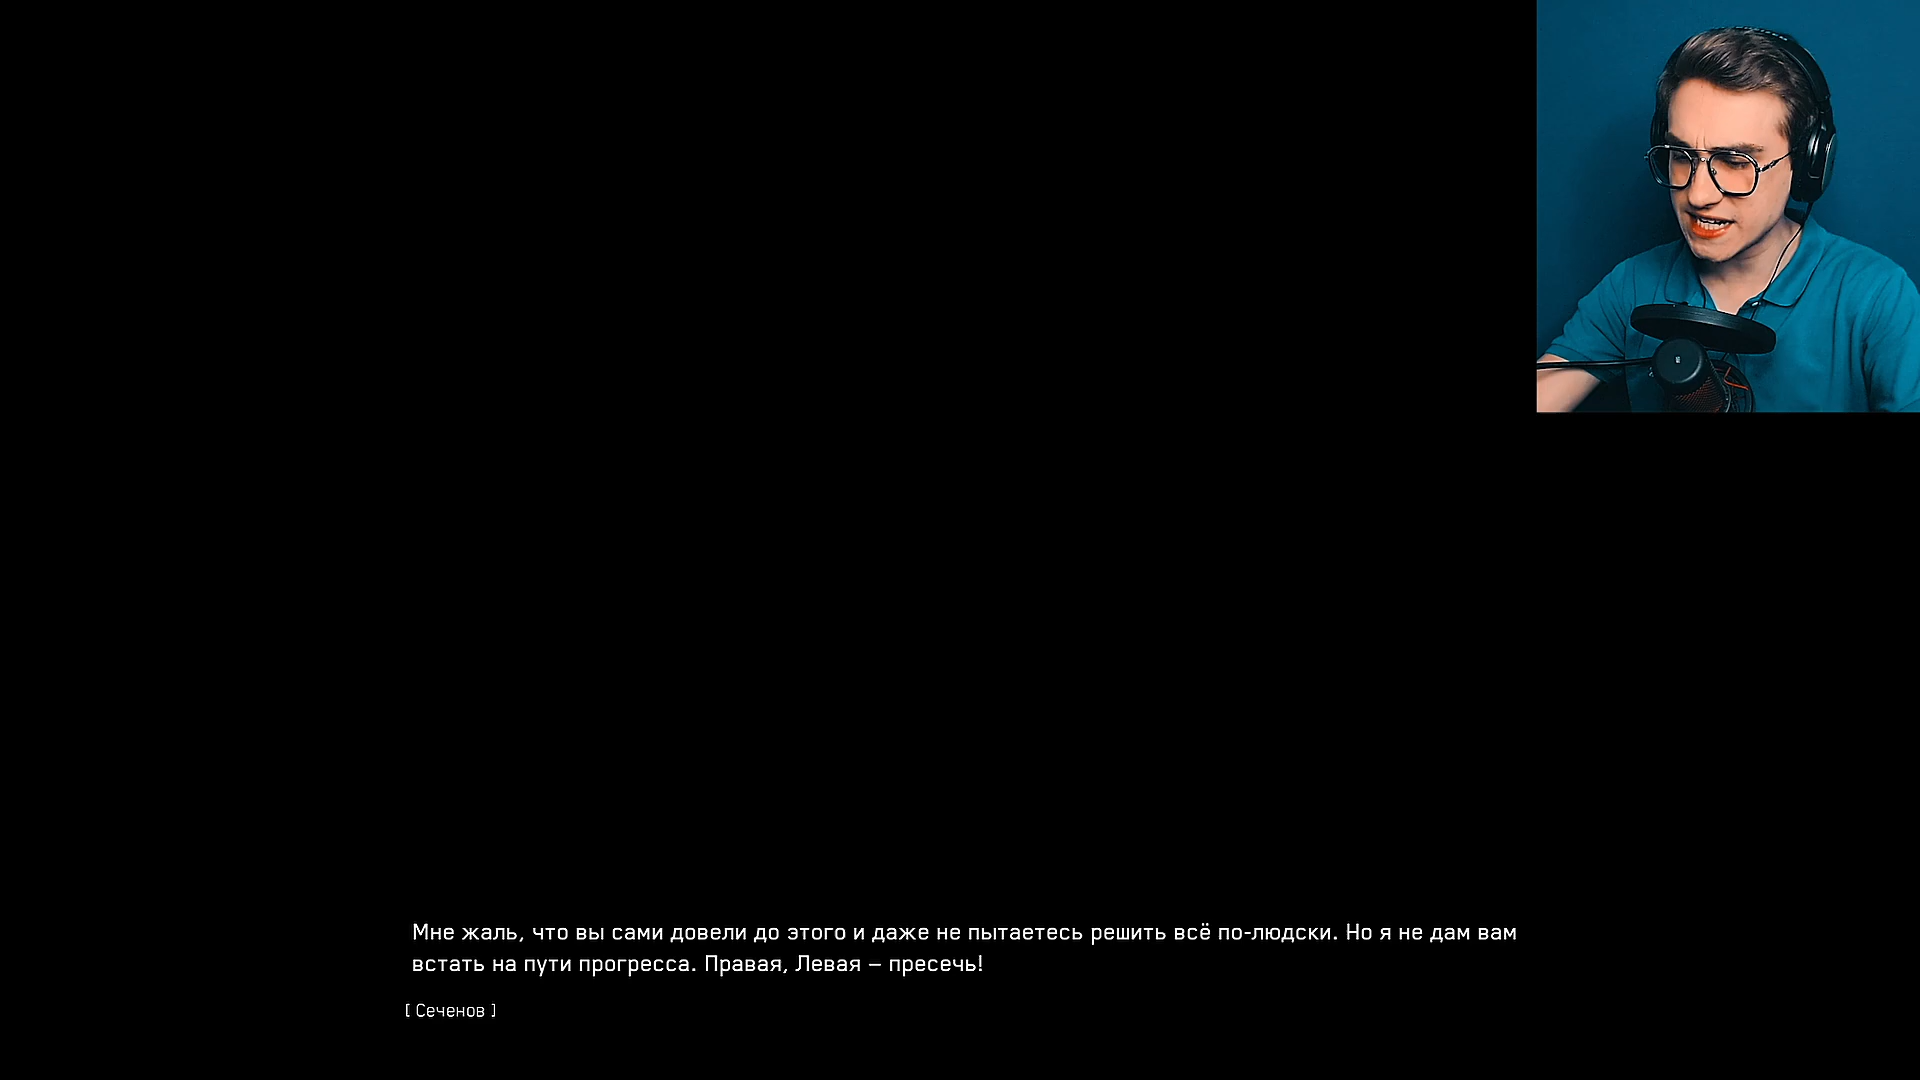 Мне жаль, что вы сами довели до этого и даже не пытаетесь решить всё по-людски. Но я не дам вам
встать на пути прогресса. Правая, Левая – пресечь!
[ Сеченов ]